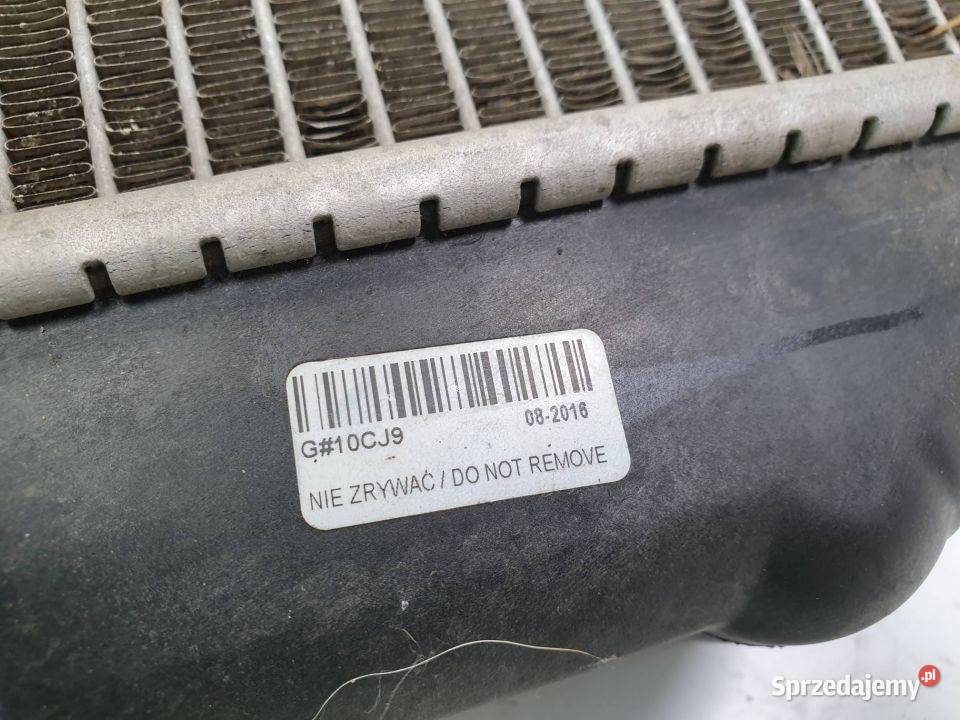 G#10CJ9
08-2016
NIE ZRYWAĆ / DO NOT REMOVE
Sprzedajemy.pl